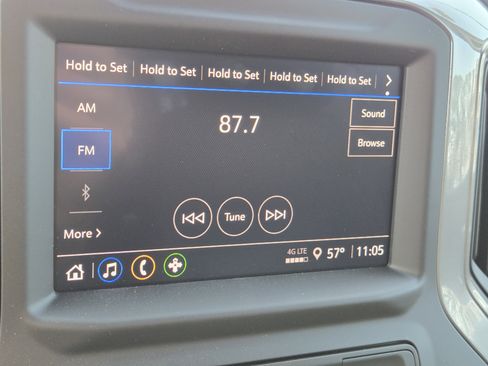 Hold to Set Hold to Set Hold to Set Hold to Set Hold to Set
AM
87.7
Sound
FM
Browse
Tune
More
4G LTE
57° 11:05